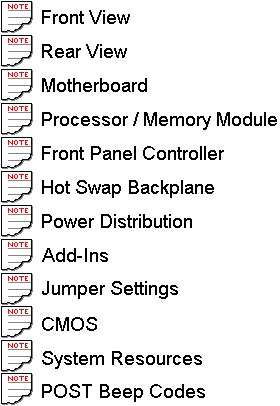 NOTE Front View
NOTE Rear View
NOTE Motherboard
NOTE Processor / Memory Module
NOTE Front Panel Controller
NOTE Hot Swap Backplane
NOTE Power Distribution
NOTE Add-Ins
NOTE Jumper Settings
NOTE CMOS
NOTE System Resources
NOTE POST Beep Codes